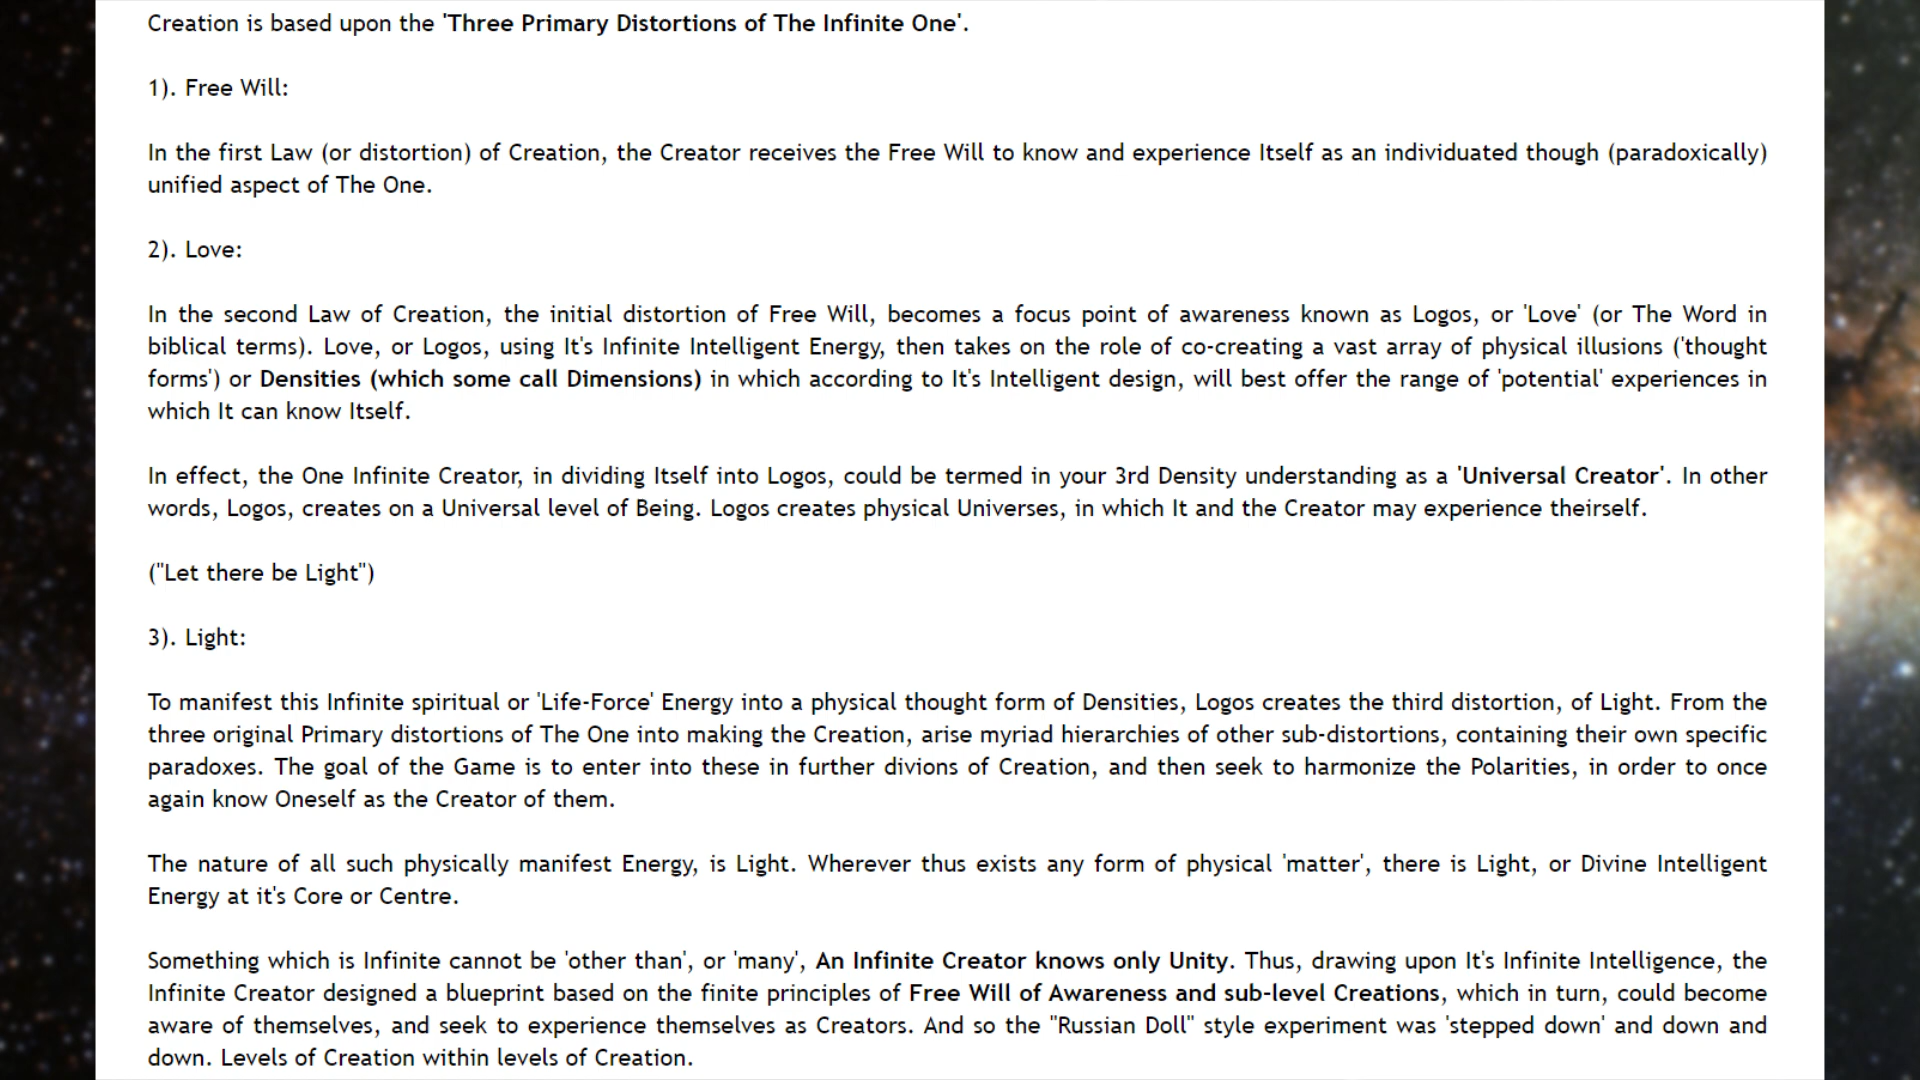 Creation is based upon the 'Three Primary Distortions of The Infinite One'.
1). Free Will:
In the first Law (or distortion) of Creation, the Creator receives the Free Will to know and experience Itself as an individuated though (paradoxically)
unified aspect of The One.
2). Love:
In the second Law of Creation, the initial distortion of Free Will, becomes a focus point of awareness known as Logos, or 'Love' (or The Word in
biblical terms). Love, or Logos, using It's Infinite Intelligent Energy, then takes on the role of co-creating a vast array of physical illusions ('thought
forms') or Densities (which some call Dimensions) in which according to It's Intelligent design, will best offer the range of 'potential' experiences in
which It can know Itself.
In effect, the One Infinite Creator, in dividing Itself into Logos, could be termed in your 3rd Density understanding as a 'Universal Creator'. In other
words, Logos, creates on a Universal level of Being. Logos creates physical Universes, in which It and the Creator may experience theirself.
("Let there be Light")
3). Light:
To manifest this Infinite spiritual or 'Life-Force' Energy into a physical thought form of Densities, Logos creates the third distortion, of Light. From the
three original Primary distortions of The One into making the Creation, arise myriad hierarchies of other sub-distortions, containing their own specific
paradoxes. The goal of the Game is to enter into these in further divions of Creation, and then seek to harmonize the Polarities, in order to once
again know Oneself as the Creator of them.
The nature of all such physically manifest Energy, is Light. Wherever thus exists any form of physical 'matter', there is Light, or Divine Intelligent
Energy at it's Core or Centre.
Something which is Infinite cannot be 'other than', or 'many', An Infinite Creator knows only Unity. Thus, drawing upon It's Infinite Intelligence, the
Infinite Creator designed a blueprint based on the finite principles of Free Will of Awareness and sub-level Creations, which in turn, could become
aware of themselves, and seek to experience themselves as Creators. And so the "Russian Doll" style experiment was 'stepped down' and down and
down. Levels of Creation within levels of Creation.